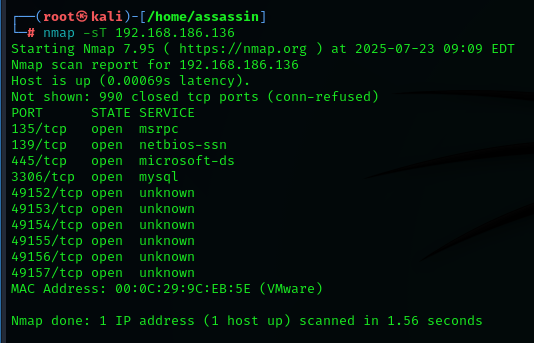 ┌──(root㉿kali)-[/home/assassin]
└─# nmap -sT 192.168.186.136
Starting Nmap 7.95 ( https://nmap.org ) at 2025-07-23 09:09 EDT
Nmap scan report for 192.168.186.136
Host is up (0.00069s latency).
Not shown: 990 closed tcp ports (conn-refused)
PORT      STATE SERVICE
135/tcp   open  msrpc
139/tcp   open  netbios-ssn
445/tcp   open  microsoft-ds
3306/tcp  open  mysql
49152/tcp open  unknown
49153/tcp open  unknown
49154/tcp open  unknown
49155/tcp open  unknown
49156/tcp open  unknown
49157/tcp open  unknown
MAC Address: 00:0C:29:9C:EB:5E (VMware)

Nmap done: 1 IP address (1 host up) scanned in 1.56 seconds